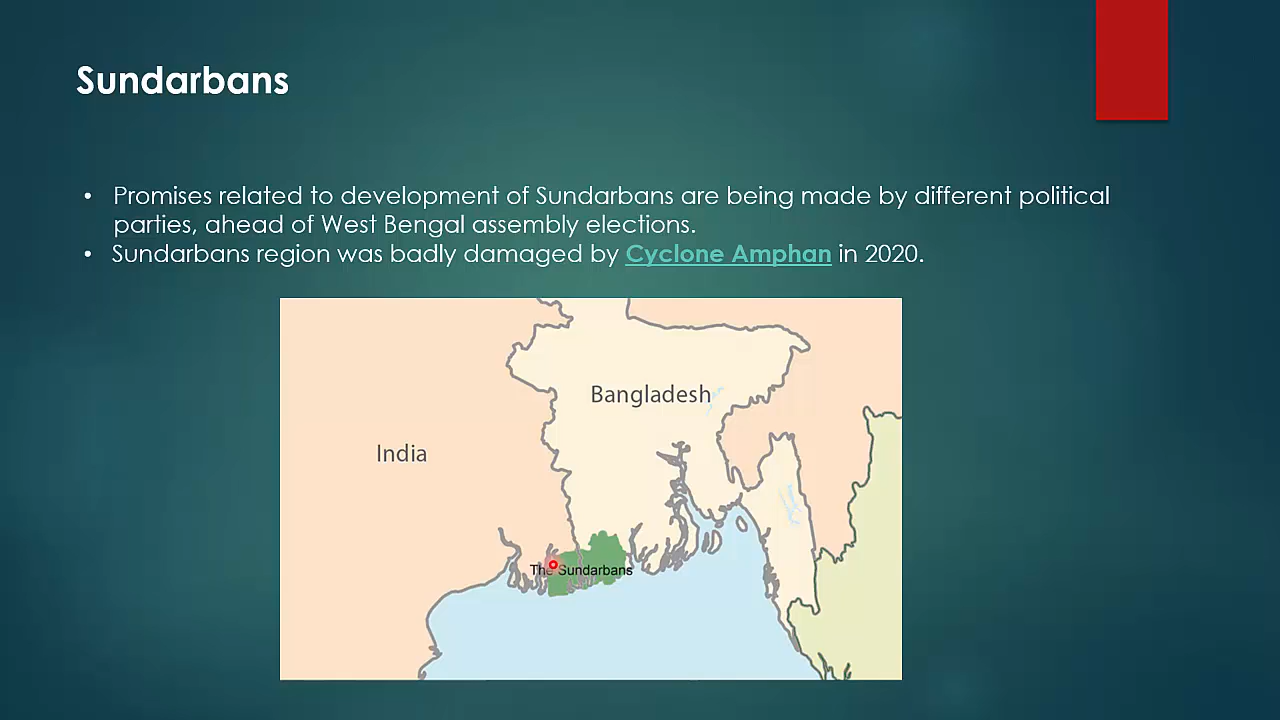 Sundarbans
• Promises related to development of Sundarbans are being made by different political
parties, ahead of West Bengal assembly elections.
• Sundarbans region was badly damaged by Cyclone Amphan in 2020.
Bangladesh
India
The Sundarbans